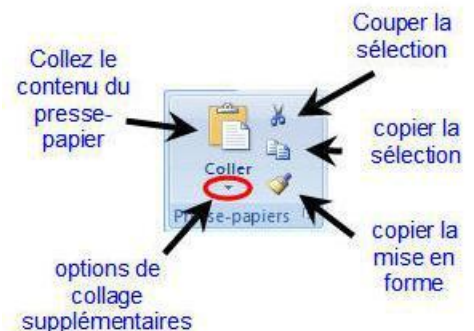 Collez le
contenu du
presse-
papier
Couper la
sélection
copier la
sélection
Coller
Presse-papiers
copier la
mise en
forme
options de
collage
supplémentaires